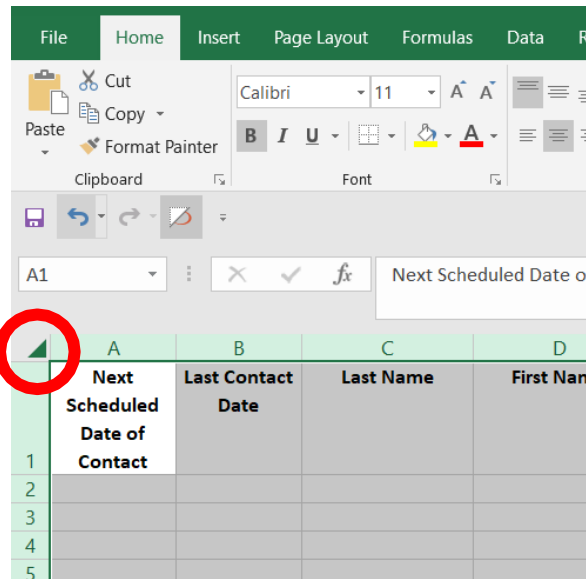 File Home Insert Page Layout Formulas Data
Cut
Calibri 11 A A
Copy
Paste
Format Painter
B I U A
Clipboard Font
A1 fx Next Scheduled Date o
A B C D
Next Last Contact Last Name First Nam
Scheduled Date
Date of
1 Contact
2
3
4
5